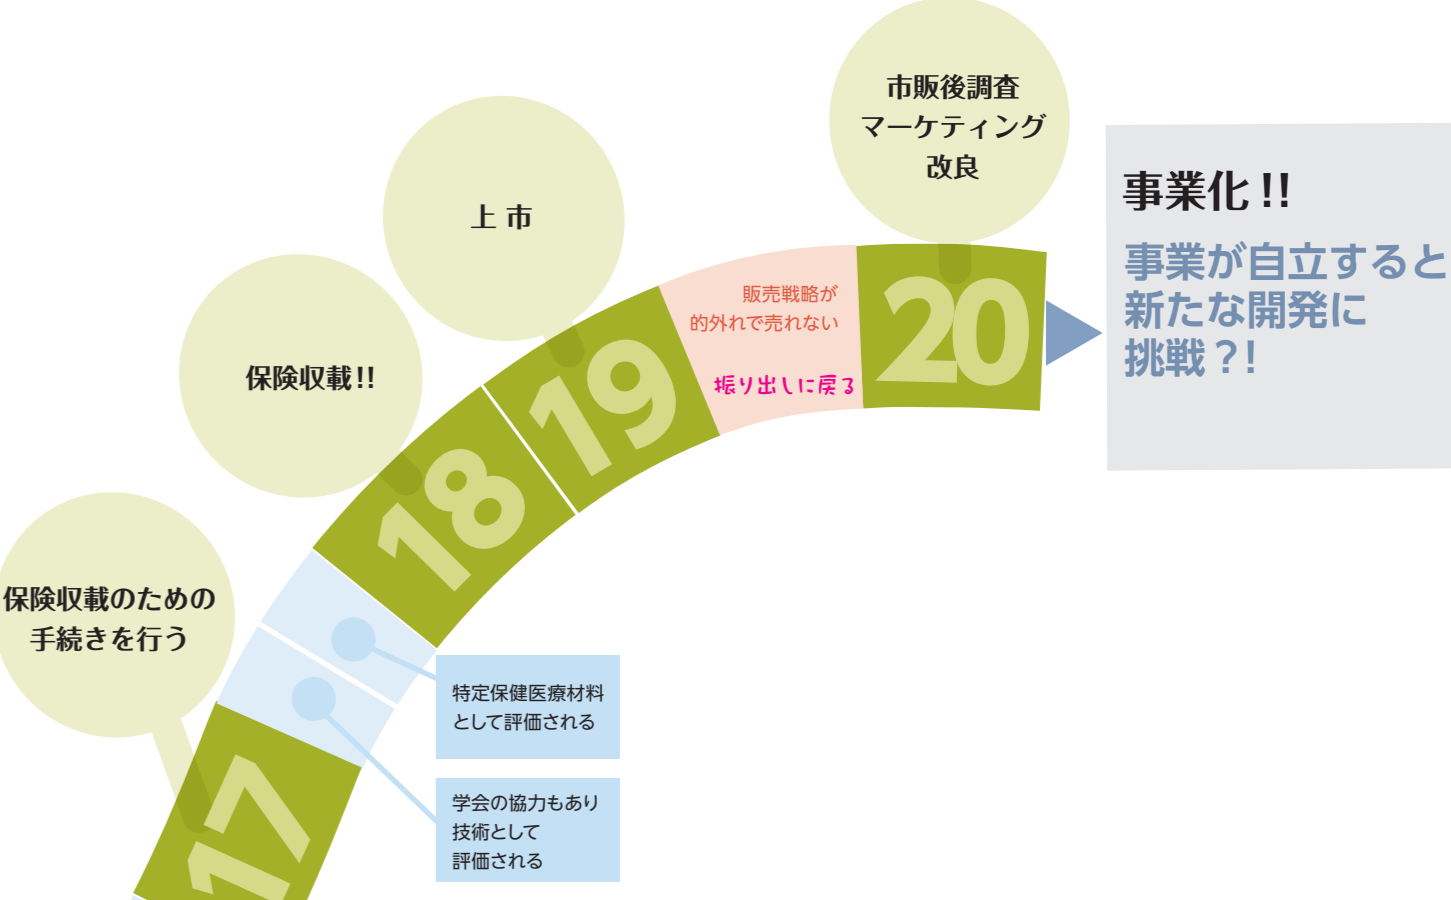 市販後調査
マーケティング
改良
事業化!!
事業が自立すると
新たな開発に
挑戦?!
上市
販売戦略が
的外れで売れない
振り出しに戻る
20
19
保険収載!!
18
保険収載のための
手続きを行う
特定保健医療材料
として評価される
学会の協力もあり
技術として
評価される
17